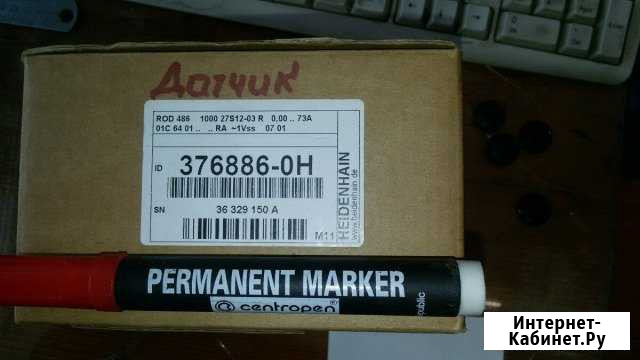 Датчик
ROD 486 1000 27S12-03 R 0,00 .. 73A
01C 64 01 .. .. RA ~1Vss 07 01
ID 376886-0H
SN 36 329 150 A
M11
HEIDENHAIN
www.heidenhain.de
PERMANENT MARKER
centropen®
Интернет-
Кабинет.Ру